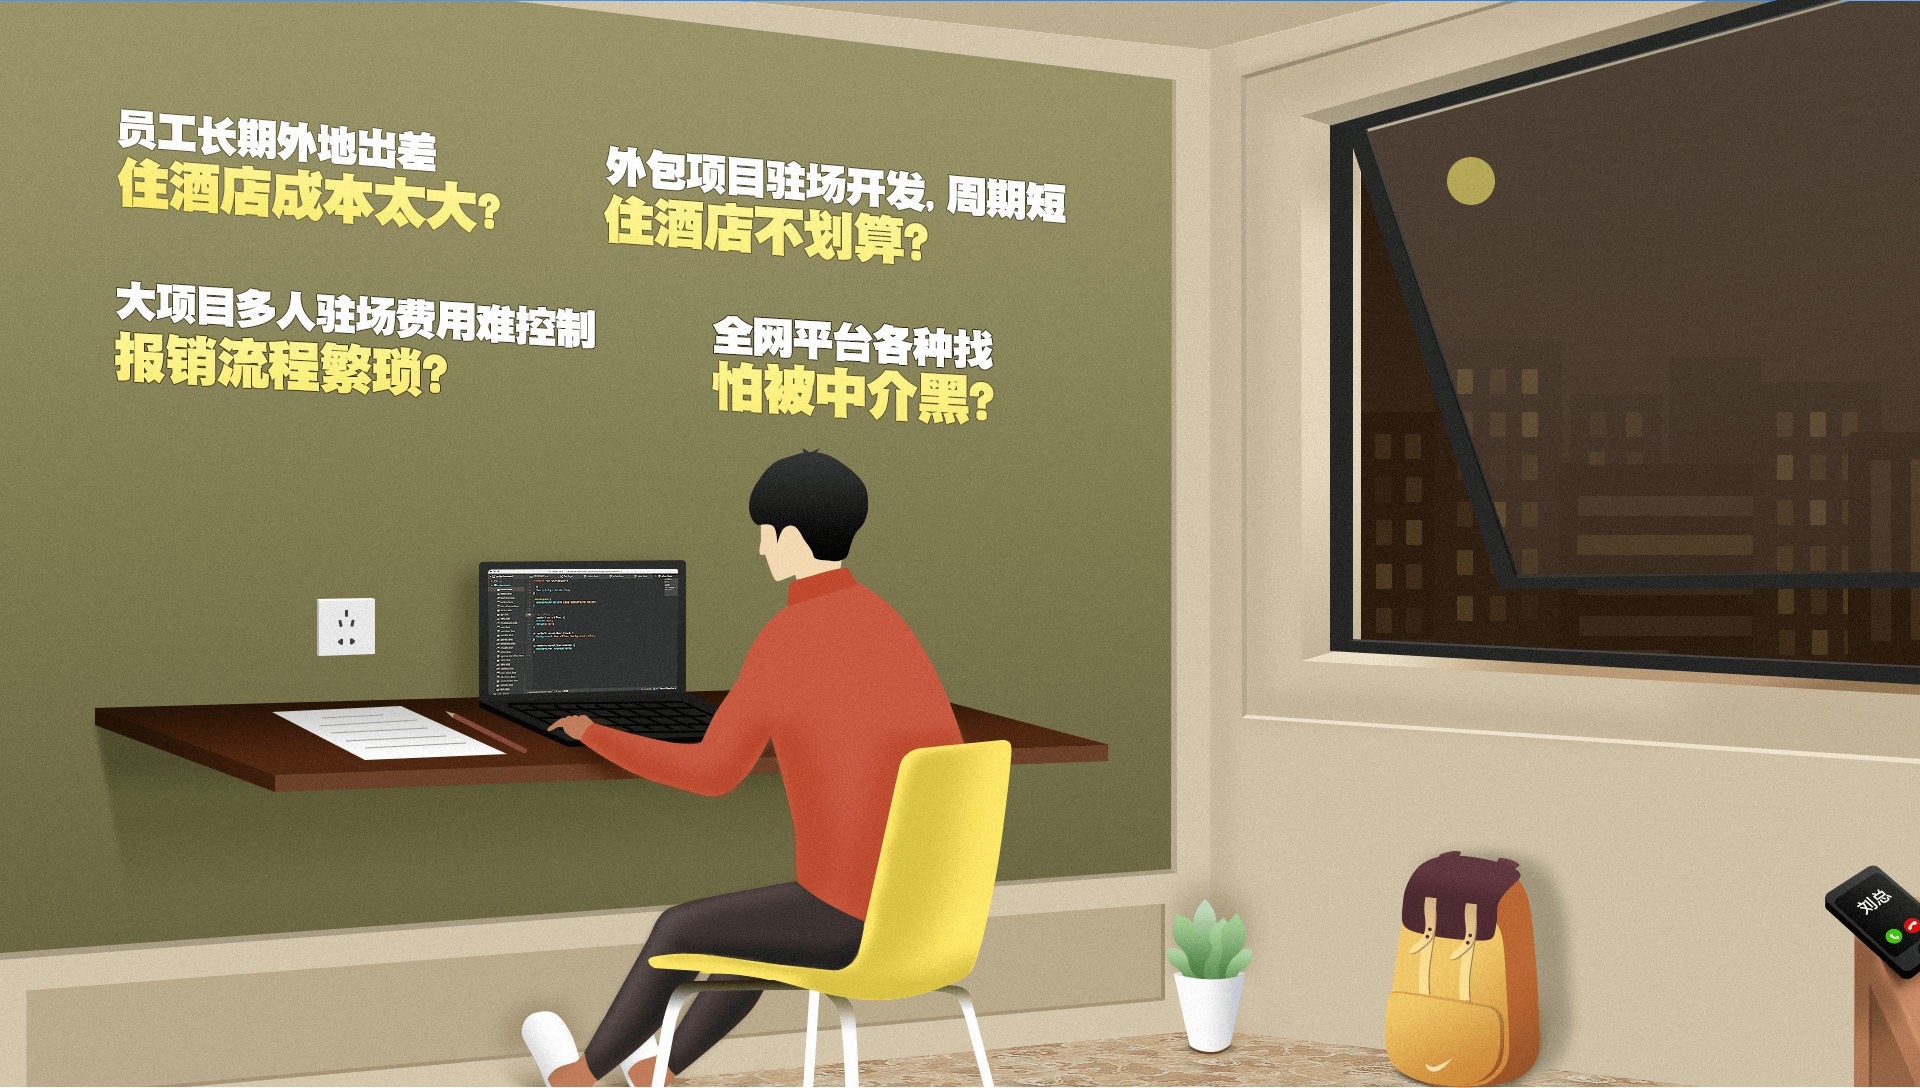 员工长期外地出差
住酒店成本太大?
外包项目驻场开发, 周期短
住酒店不划算?
大项目多人驻场费用难控制
报销流程繁琐?
全网平台各种找
怕被中介黑?
刘总